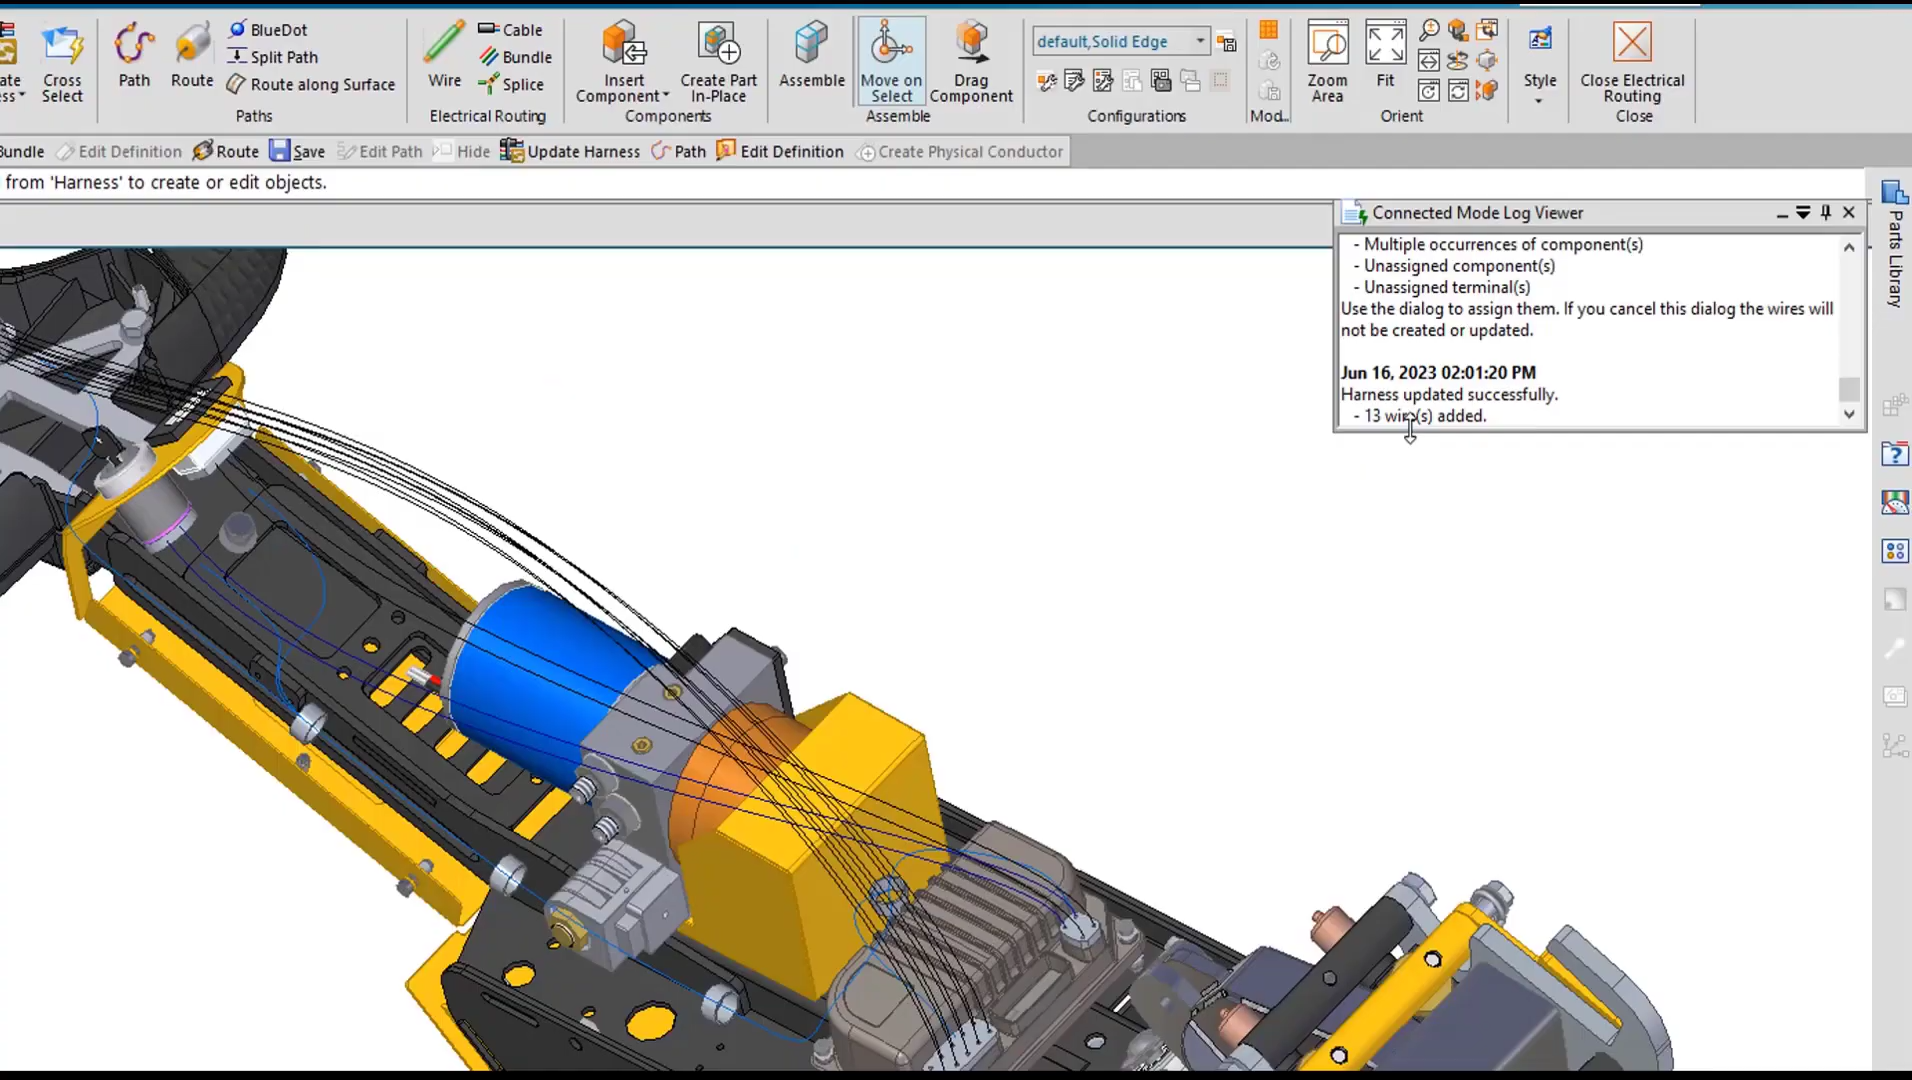 ate
ess
Cross Select
Path
Route
BlueDot
Split Path
Route along Surface
Paths
Wire
Cable
Bundle
Splice
Electrical Routing
Insert Component
Create Part In-Place
Components
Assemble
Move on Select
Drag Component
Assemble
default,Solid Edge
Configurations
Mod...
Zoom Area
Fit
Orient
Style
Close Electrical Routing
Close
Bundle Edit Definition Route Save Edit Path Hide Update Harness Path Edit Definition Create Physical Conductor
from 'Harness' to create or edit objects.
Connected Mode Log Viewer
- Multiple occurrences of component(s)
- Unassigned component(s)
- Unassigned terminal(s)
Use the dialog to assign them. If you cancel this dialog the wires will
not be created or updated.
Jun 16, 2023 02:01:20 PM
Harness updated successfully.
- 13 wire(s) added.
Parts Library